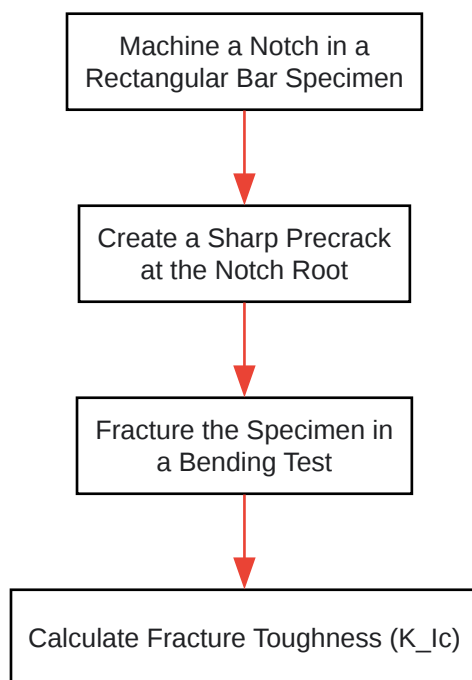 Machine a Notch in a
Rectangular Bar Specimen
Create a Sharp Precrack
at the Notch Root
Fracture the Specimen in
a Bending Test
Calculate Fracture Toughness (K_Ic)